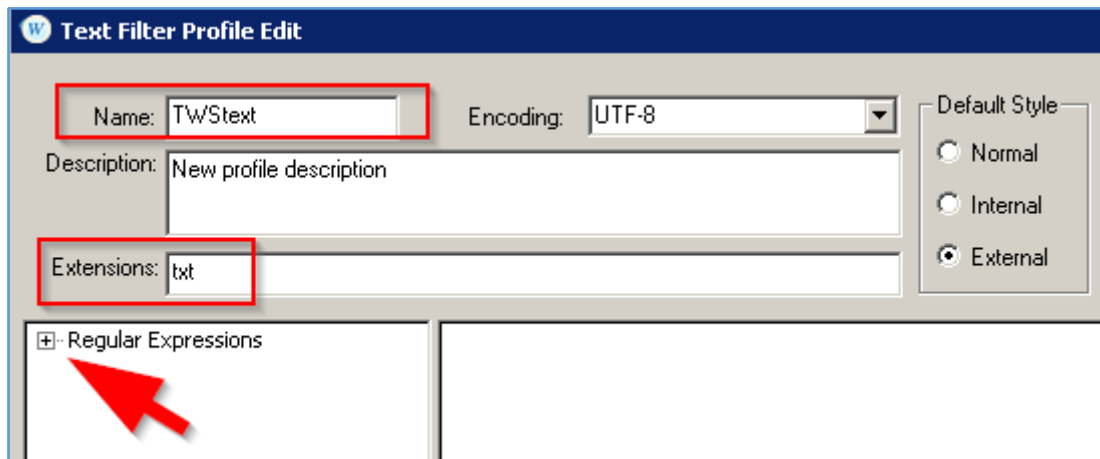 Text Filter Profile Edit
Name: TWStext
Encoding: UTF-8
Default Style
Description: New profile description
Normal
Internal
Extensions: txt
External
Regular Expressions